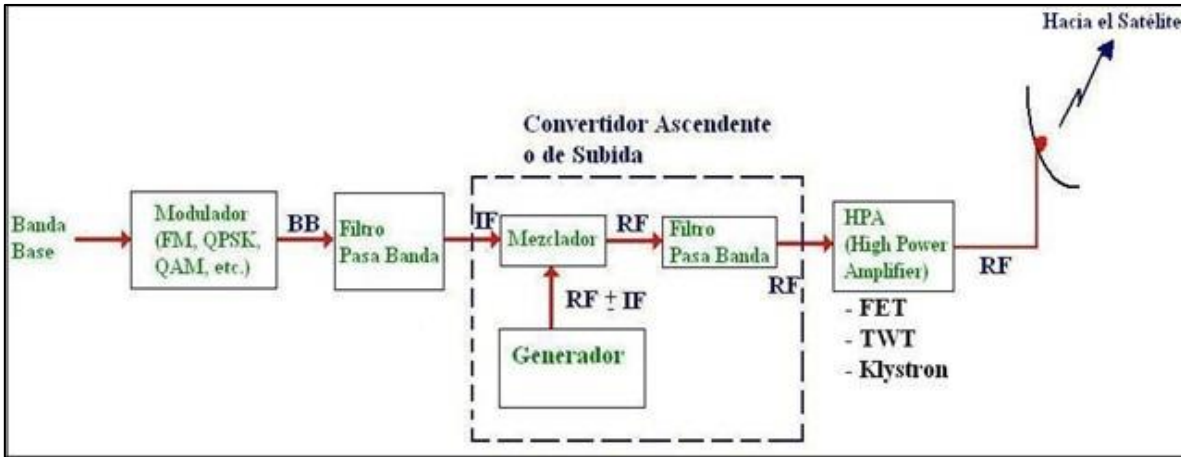 Hacia el Satélite
Convertidor Ascendente
o de Subida
Banda
Base
Modulador
(FM, QPSK,
QAM, etc.)
BB
Filtro
Pasa Banda
IF
Mezclador
RF
Filtro
Pasa Banda
RF
HPA
(High Power
Amplifier)
RF
RF ± IF
Generador
- FET
- TWT
- Klystron